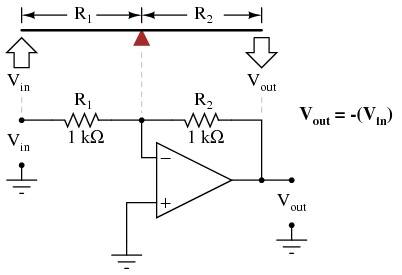 R1 R2
Vin
Vout
R1 R2
1 kΩ 1 kΩ
Vout = -(VIn)
Vin
−
+
Vout